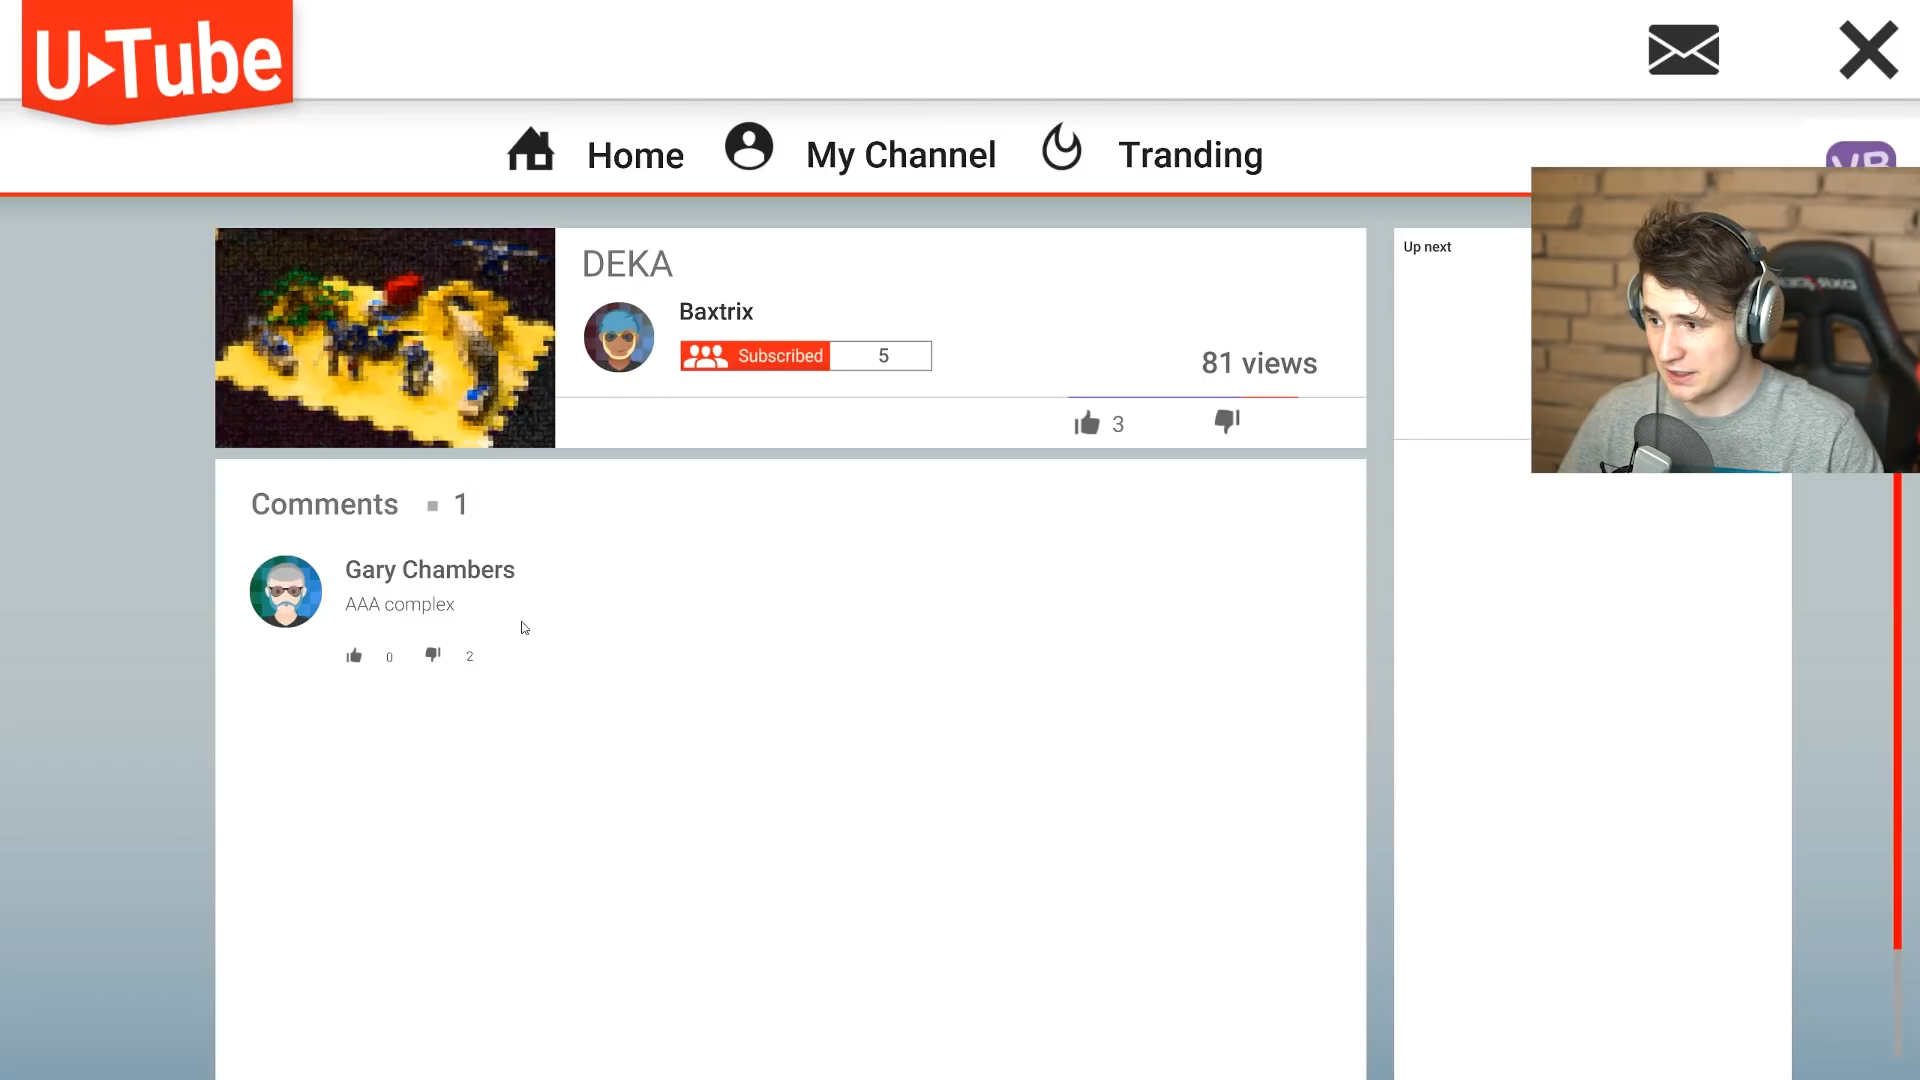 U Tube
Home My Channel Tranding
VB
DEKA
Baxtrix
Subscribed 5
81 views
3
Up next
Comments 1
Gary Chambers
AAA complex
0 2